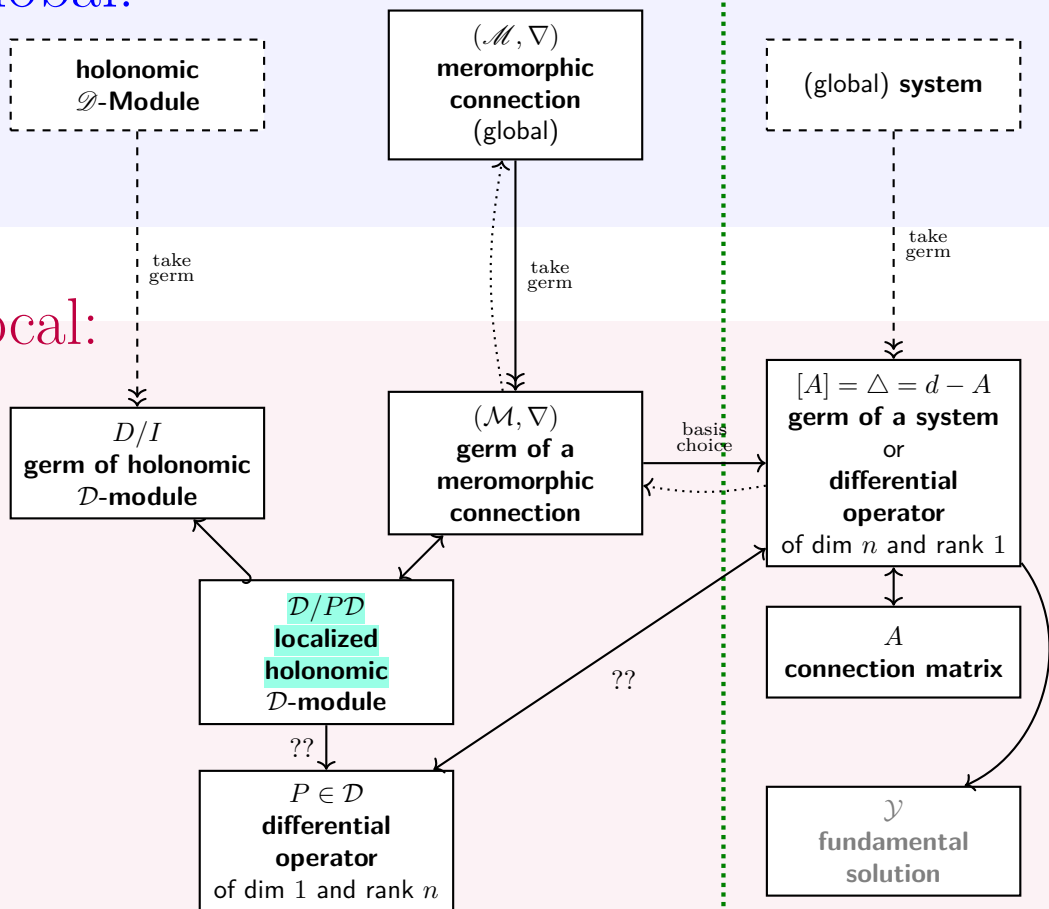 holonomic
𝒟-Module
(ℳ, ∇)
meromorphic
connection
(global)
(global) system
take
germ
take
germ
take
germ
D/I
germ of holonomic
𝒟-module
(ℳ, ∇)
germ of a
meromorphic
connection
basis
choice
[A] = △ = d − A
germ of a system
or
differential
operator
of dim n and rank 1
𝒟/P𝒟
localized
holonomic
𝒟-module
A
connection matrix
??
??
P ∈ 𝒟
differential
operator
of dim 1 and rank n
𝒴
fundamental
solution